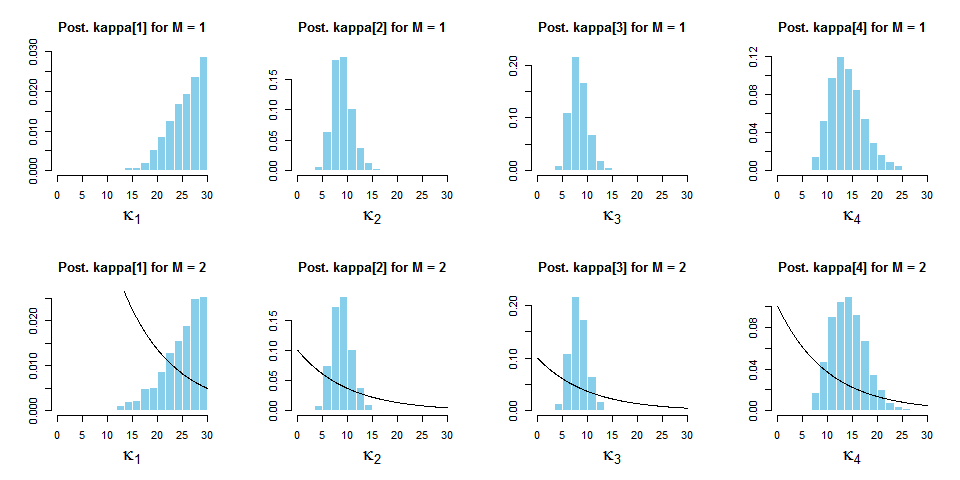 Post. kappa[1] for M = 1
0.000 0.010 0.020 0.030
0 5 10 15 20 25 30
κ1
Post. kappa[2] for M = 1
0.00 0.05 0.10 0.15
0 5 10 15 20 25 30
κ2
Post. kappa[3] for M = 1
0.00 0.10 0.20
0 5 10 15 20 25 30
κ3
Post. kappa[4] for M = 1
0.00 0.04 0.08 0.12
0 5 10 15 20 25 30
κ4
Post. kappa[1] for M = 2
0.000 0.010 0.020
0 5 10 15 20 25 30
κ1
Post. kappa[2] for M = 2
0.00 0.05 0.10 0.15
0 5 10 15 20 25 30
κ2
Post. kappa[3] for M = 2
0.00 0.10 0.20
0 5 10 15 20 25 30
κ3
Post. kappa[4] for M = 2
0.00 0.04 0.08
0 5 10 15 20 25 30
κ4